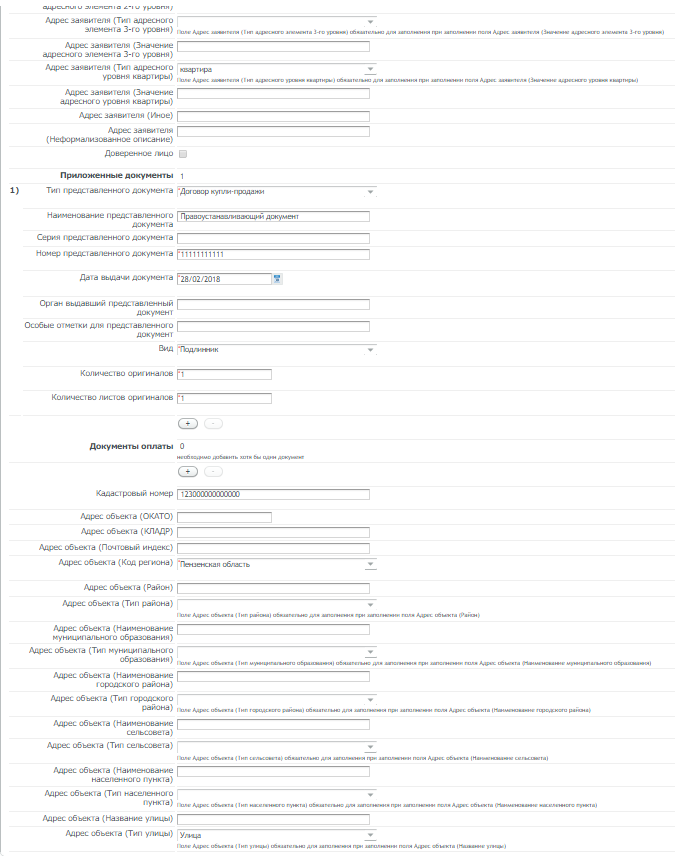 адресного элемента 2-го уровня)
Адрес заявителя (Тип адресного
элемента 3-го уровня)
Поле Адрес заявителя (Тип адресного элемента 3-го уровня) обязательно для заполнения при заполнении поля Адрес заявителя (Значение адресного элемента 3-го уровня)
Адрес заявителя (Значение
адресного элемента 3-го уровня)
Адрес заявителя (Тип адресного
уровня квартиры)
квартира
Поле Адрес заявителя (Тип адресного уровня квартиры) обязательно для заполнения при заполнении поля Адрес заявителя (Значение адресного уровня квартиры)
Адрес заявителя (Значение
адресного уровня квартиры)
Адрес заявителя (Иное)
Адрес заявителя
(Неформализованное описание)
Доверенное лицо
Приложенные документы 1
1) Тип представленного документа *Договор купли-продажи
Наименование представленного
документа
Правоустанавливающий документ
Серия представленного документа
Номер представленного документа *11111111111
Дата выдачи документа *28/02/2018
Орган выдавший представленный
документ
Особые отметки для представленного
документ
Вид *Подлинник
Количество оригиналов *1
Количество листов оригиналов *1
+ -
Документы оплаты 0
необходимо добавить хотя бы один документ
+ -
Кадастровый номер 123000000000000
Адрес объекта (ОКАТО)
Адрес объекта (КЛАДР)
Адрес объекта (Почтовый индекс)
Адрес объекта (Код региона) *Пензенская область
Адрес объекта (Район)
Адрес объекта (Тип района)
Поле Адрес объекта (Тип района) обязательно для заполнения при заполнении поля Адрес объекта (Район)
Адрес объекта (Наименование
муниципального образования)
Адрес объекта (Тип муниципального
образования)
Поле Адрес объекта (Тип муниципального образования) обязательно для заполнения при заполнении поля Адрес объекта (Наименование муниципального образования)
Адрес объекта (Наименование
городского района)
Адрес объекта (Тип городского
района)
Поле Адрес объекта (Тип городского района) обязательно для заполнения при заполнении поля Адрес объекта (Наименование городского района)
Адрес объекта (Наименование
сельсовета)
Адрес объекта (Тип сельсовета)
Поле Адрес объекта (Тип сельсовета) обязательно для заполнения при заполнении поля Адрес объекта (Наименование сельсовета)
Адрес объекта (Наименование
населенного пункта)
Адрес объекта (Тип населенного
пункта)
Поле Адрес объекта (Тип населенного пункта) обязательно для заполнения при заполнении поля Адрес объекта (Наименование населенного пункта)
Адрес объекта (Название улицы)
Адрес объекта (Тип улицы) Улица
Поле Адрес объекта (Тип улицы) обязательно для заполнения при заполнении поля Адрес объекта (Название улицы)